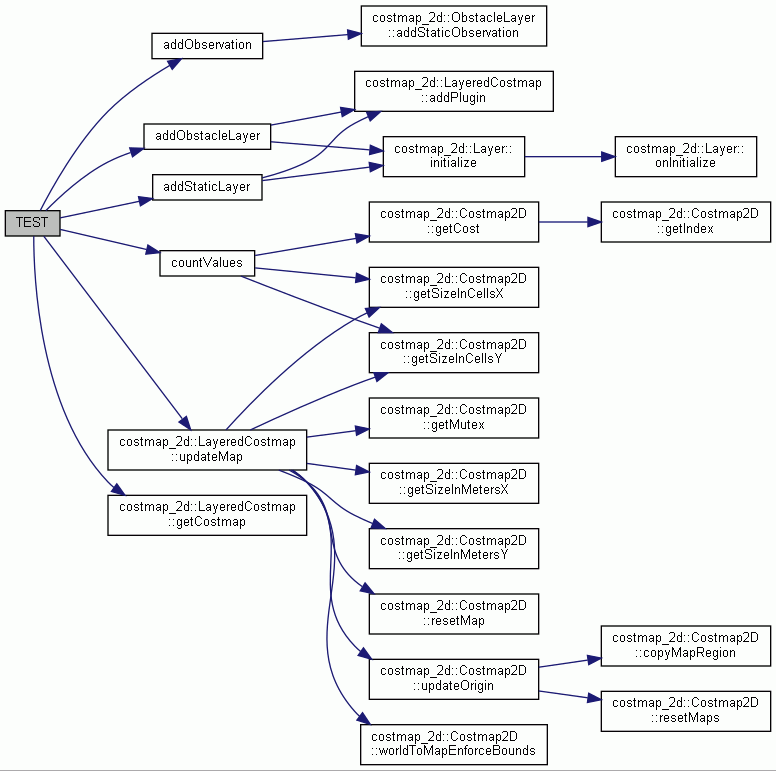 TEST
addObservation
addObstacleLayer
addStaticLayer
countValues
costmap_2d::LayeredCostmap
::updateMap
costmap_2d::LayeredCostmap
::getCostmap
costmap_2d::ObstacleLayer
::addStaticObservation
costmap_2d::LayeredCostmap
::addPlugin
costmap_2d::Layer::
initialize
costmap_2d::Costmap2D
::getCost
costmap_2d::Costmap2D
::getSizeInCellsX
costmap_2d::Costmap2D
::getSizeInCellsY
costmap_2d::Costmap2D
::getMutex
costmap_2d::Costmap2D
::getSizeInMetersX
costmap_2d::Costmap2D
::getSizeInMetersY
costmap_2d::Costmap2D
::resetMap
costmap_2d::Costmap2D
::updateOrigin
costmap_2d::Costmap2D
::worldToMapEnforceBounds
costmap_2d::Layer::
onInitialize
costmap_2d::Costmap2D
::getIndex
costmap_2d::Costmap2D
::copyMapRegion
costmap_2d::Costmap2D
::resetMaps